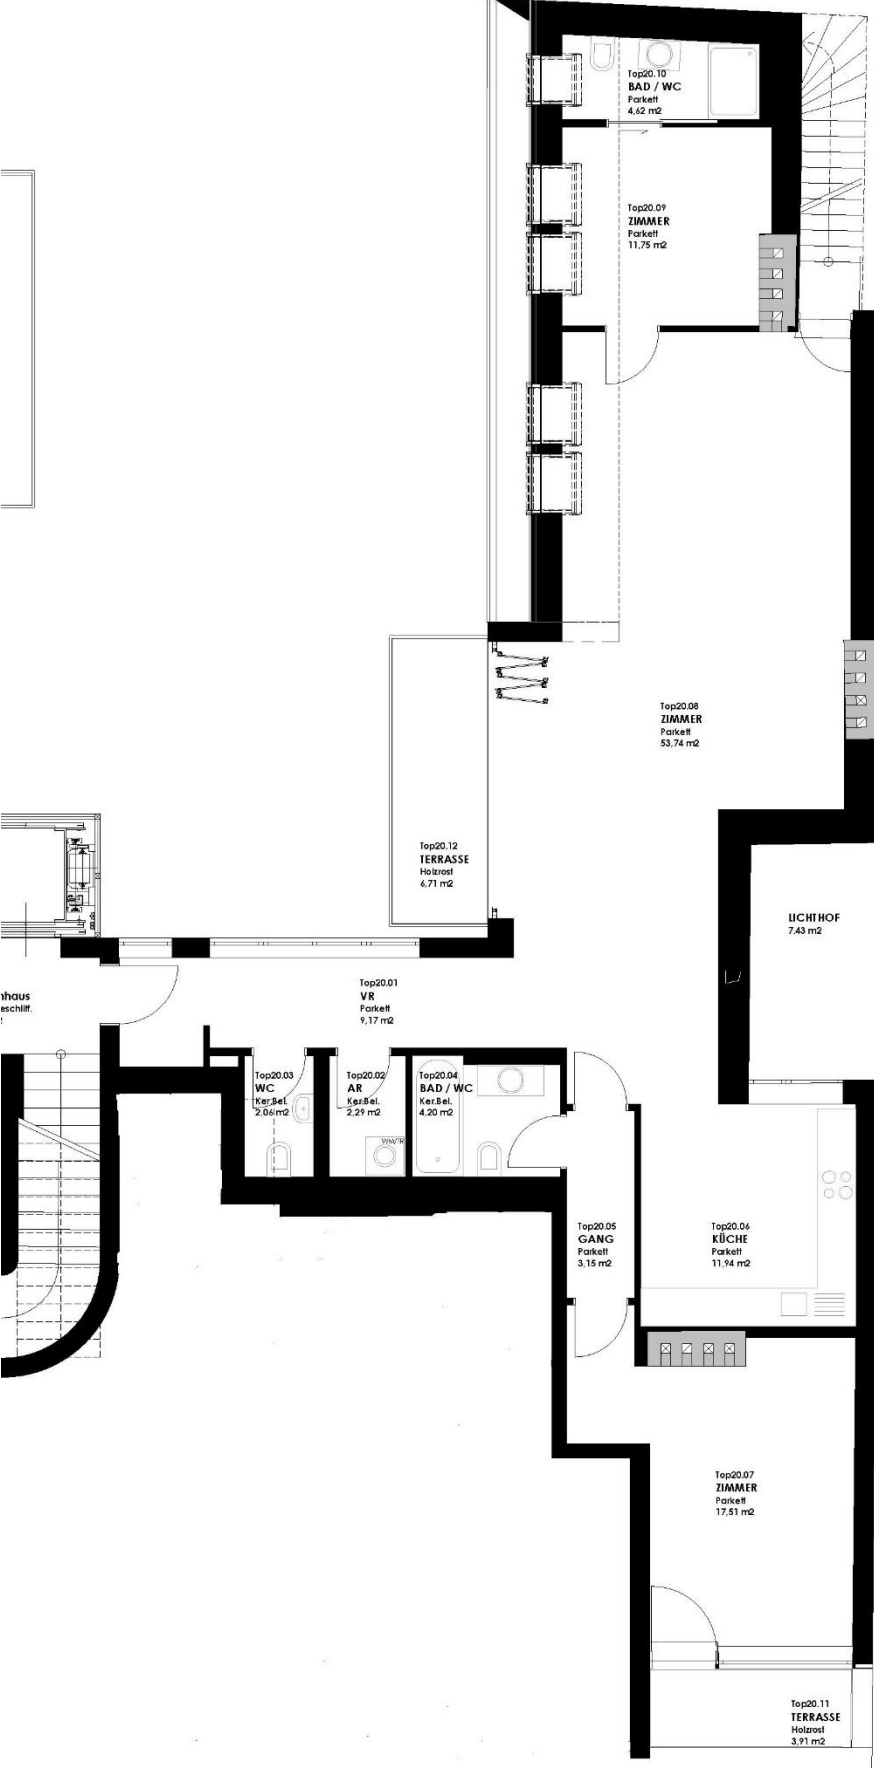 Top20.10
BAD / WC
Parkett
4,62 m2
Top20.09
ZIMMER
Parkett
11,75 m2
Top20.08
ZIMMER
Parkett
53,74 m2
Top20.12
TERRASSE
Holzrost
6,71 m2
LICHTHOF
7,43 m2
Top20.01
VR
Parkett
9,17 m2
nhaus
eschliff.
Top20.03
WC
Ker.Bel.
2,06m2
Top20.02
AR
Ker.Bel.
2,29 m2
WM/TR
Top20.04
BAD / WC
Ker.Bel.
4,20 m2
Top20.05
GANG
Parkett
3,15 m2
Top20.06
KÜCHE
Parkett
11,94 m2
Top20.07
ZIMMER
Parkett
17,51 m2
Top20.11
TERRASSE
Holzrost
3,91 m2